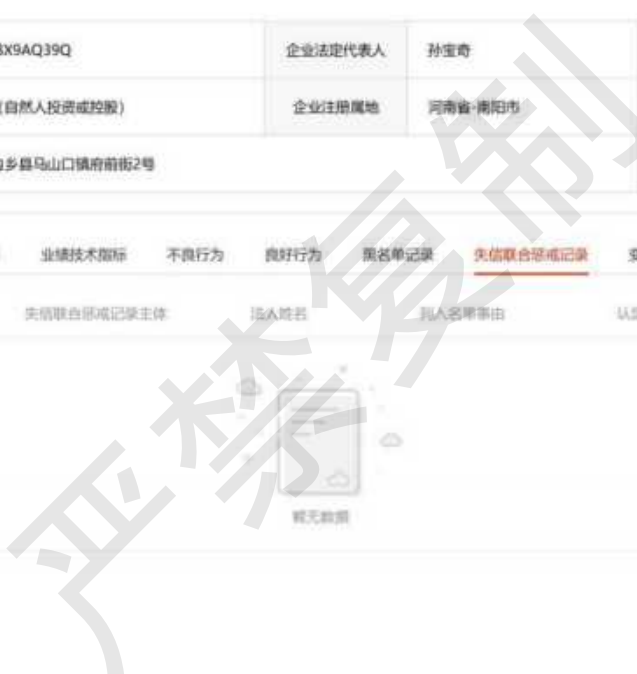 X9AQ39Q 企业法定代表人 孙宝奇
(自然人投资或控股) 企业注册属地 河南省-南阳市
乡县马山口镇府前街2号
业绩技术指标 不良行为 良好行为 黑名单记录 失信联合惩戒记录
失信联合惩戒记录主体 法人姓名 列入名单事由
暂无数据
严禁复制